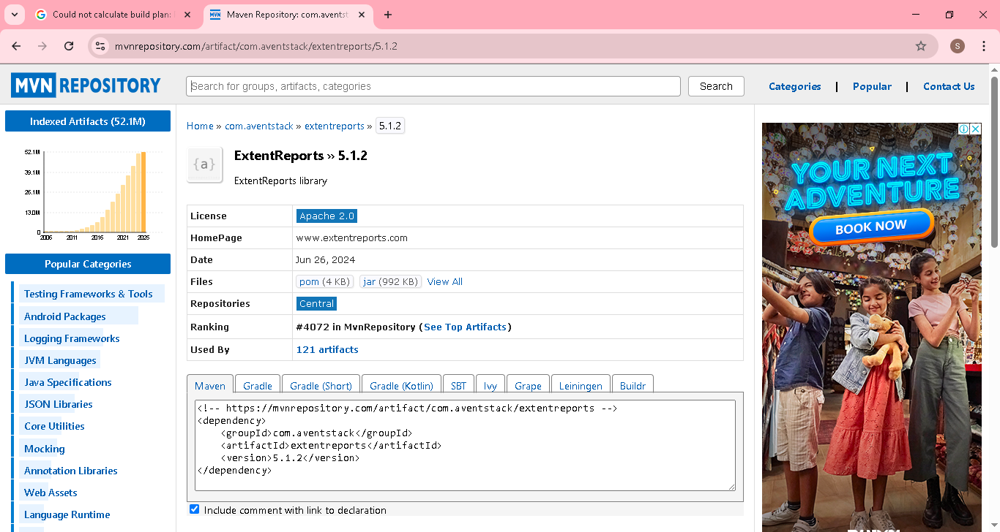 Could not calculate build plan:
Maven Repository: com.aventst
mvnrepository.com/artifact/com.aventstack/extentreports/5.1.2
S
MVN REPOSITORY
Search for groups, artifacts, categories
Search
Categories | Popular | Contact Us
Indexed Artifacts (52.1M)
52.1M
39.1M
26.1M
13.0M
0
2006 2011 2016 2021 2025
Popular Categories
Testing Frameworks & Tools
Android Packages
Logging Frameworks
JVM Languages
Java Specifications
JSON Libraries
Core Utilities
Mocking
Annotation Libraries
Web Assets
Language Runtime
Home » com.aventstack » extentreports » 5.1.2
{a}
ExtentReports » 5.1.2
ExtentReports library
License Apache 2.0
HomePage www.extentreports.com
Date Jun 26, 2024
Files pom (4 KB) jar (992 KB) View All
Repositories Central
Ranking #4072 in MvnRepository (See Top Artifacts)
Used By 121 artifacts
Maven Gradle Gradle (Short) Gradle (Kotlin) SBT Ivy Grape Leiningen Buildr
<!-- https://mvnrepository.com/artifact/com.aventstack/extentreports -->
<dependency>
    <groupId>com.aventstack</groupId>
    <artifactId>extentreports</artifactId>
    <version>5.1.2</version>
</dependency>
Include comment with link to declaration
YOUR NEXT
ADVENTURE
BOOK NOW